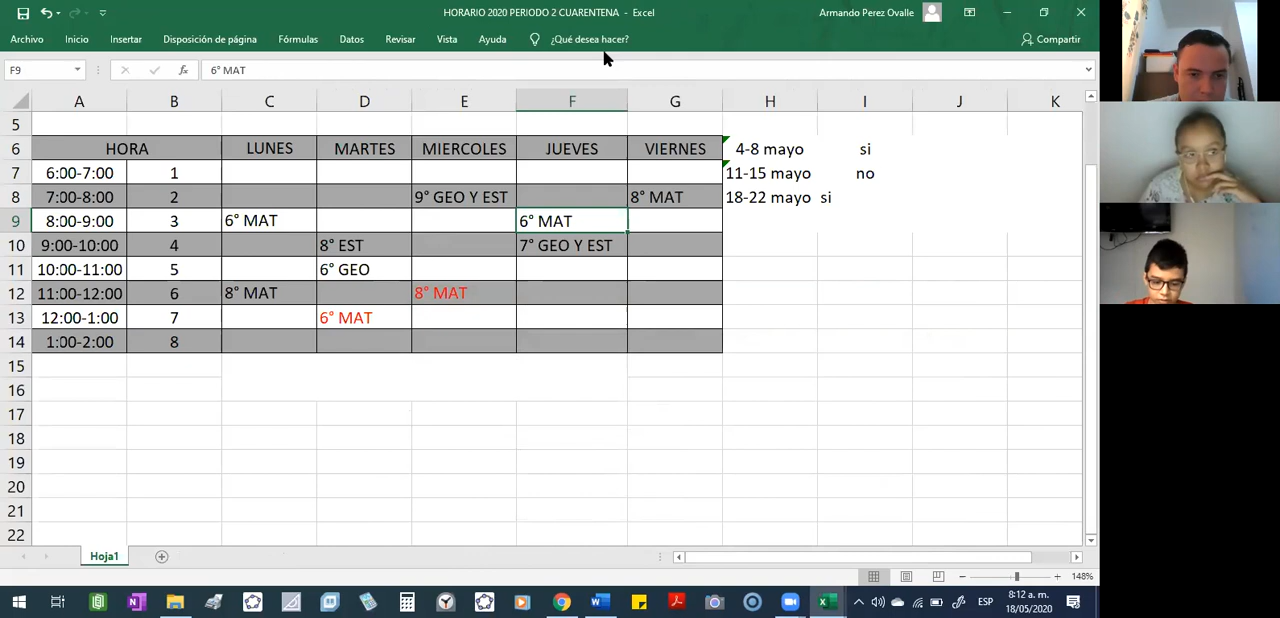 HORARIO 2020 PERIODO 2 CUARENTENA - Excel
Armando Perez Ovalle
Archivo Inicio Insertar Disposición de página Fórmulas Datos Revisar Vista Ayuda ¿Qué desea hacer? Compartir
F9 fx 6° MAT
A B C D E F G H I J K
5
6 HORA LUNES MARTES MIERCOLES JUEVES VIERNES 4-8 mayo si
7 6:00-7:00 1 11-15 mayo no
8 7:00-8:00 2 9° GEO Y EST 8° MAT 18-22 mayo si
9 8:00-9:00 3 6° MAT 6° MAT
10 9:00-10:00 4 8° EST 7° GEO Y EST
11 10:00-11:00 5 6° GEO
12 11:00-12:00 6 8° MAT 8° MAT
13 12:00-1:00 7 6° MAT
14 1:00-2:00 8
15
16
17
18
19
20
21
22
Hoja1
148%
ESP 8:12 a. m.
18/05/2020